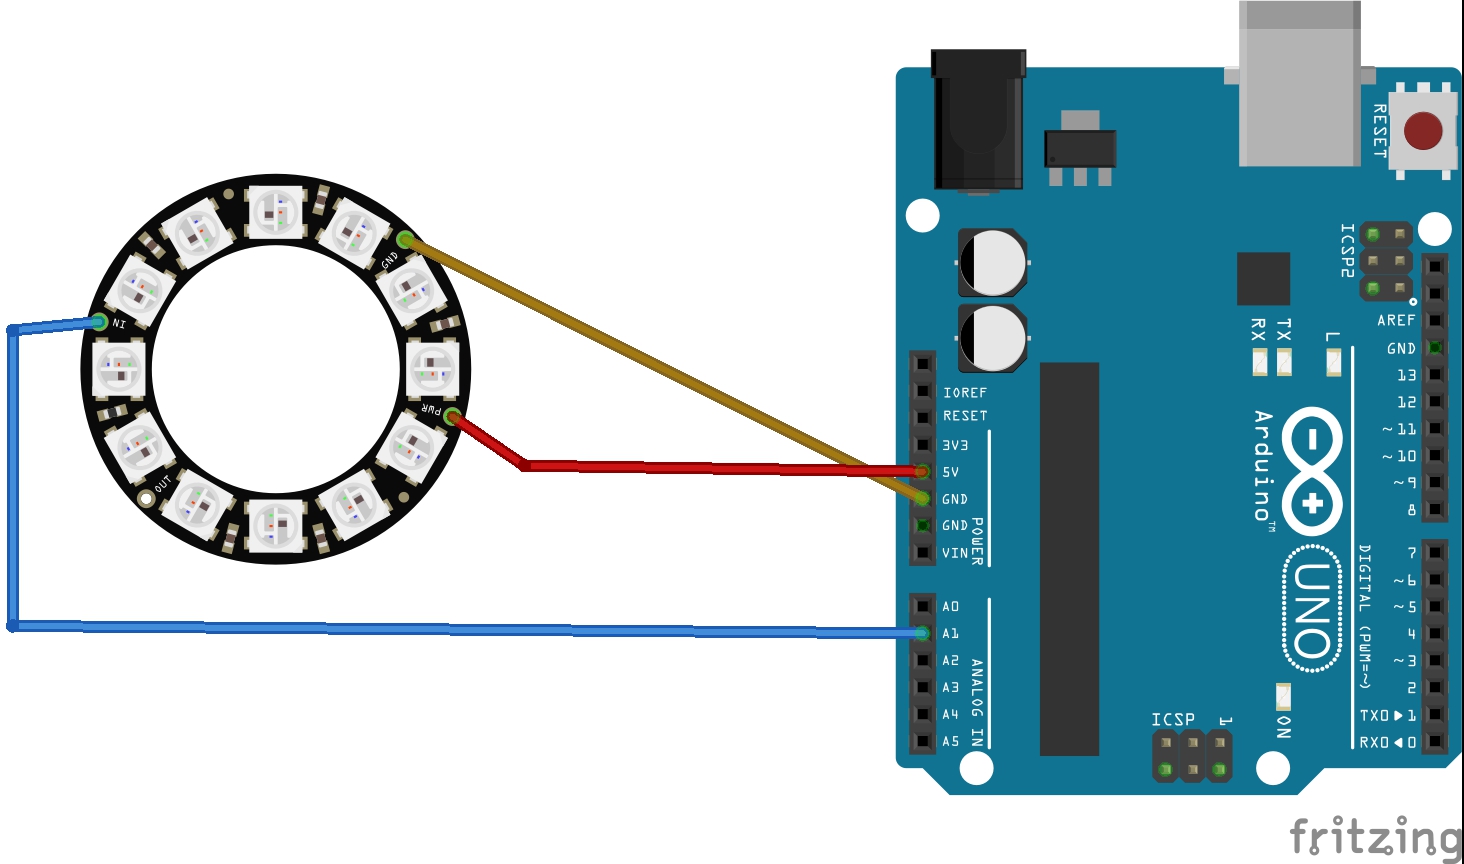 GND
IN
PWR
OUT
RESET
ICSP2
IOREF
RESET
3V3
5V
GND
GND
VIN
POWER
A0
A1
A2
A3
A4
A5
ANALOG IN
RX
TX
L
Arduino™
UNO
AREF
GND
13
12
~11
~10
~9
8
7
~6
~5
4
~3
2
TX0▶1
RX0◀0
DIGITAL (PWM=~)
ICSP
1
ON
fritzing